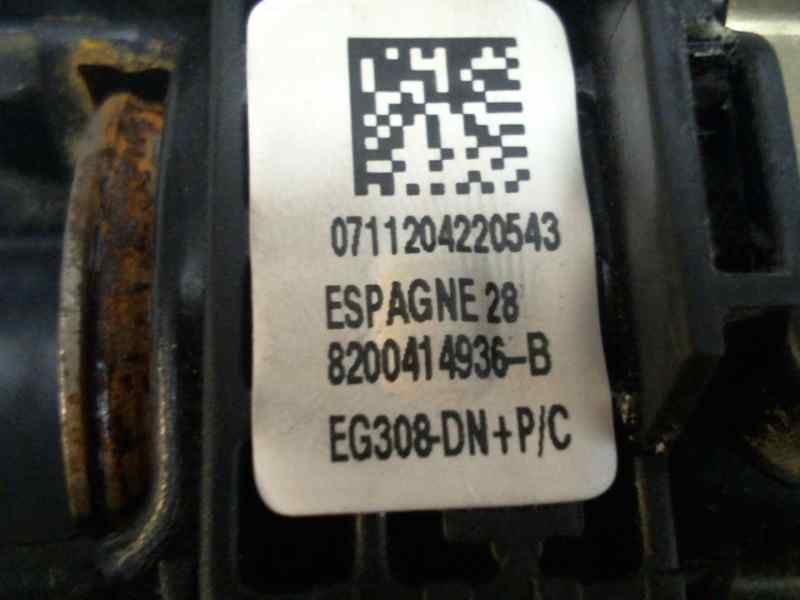 0711204220543
ESPAGNE 28
8200414936-B
EG308-DN+P/C